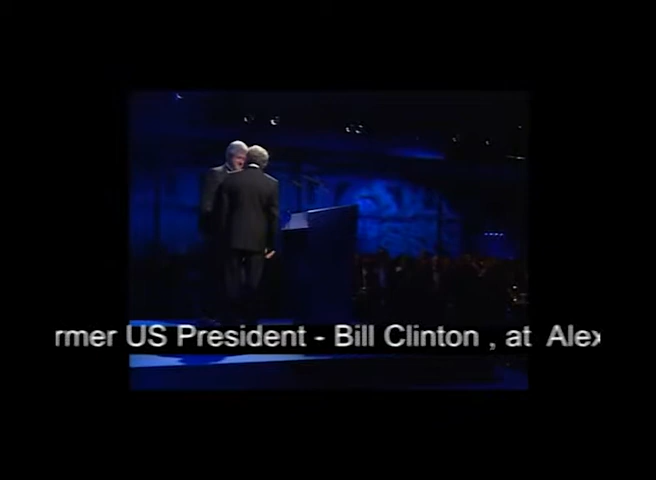 rmer US President - Bill Clinton , at Alex